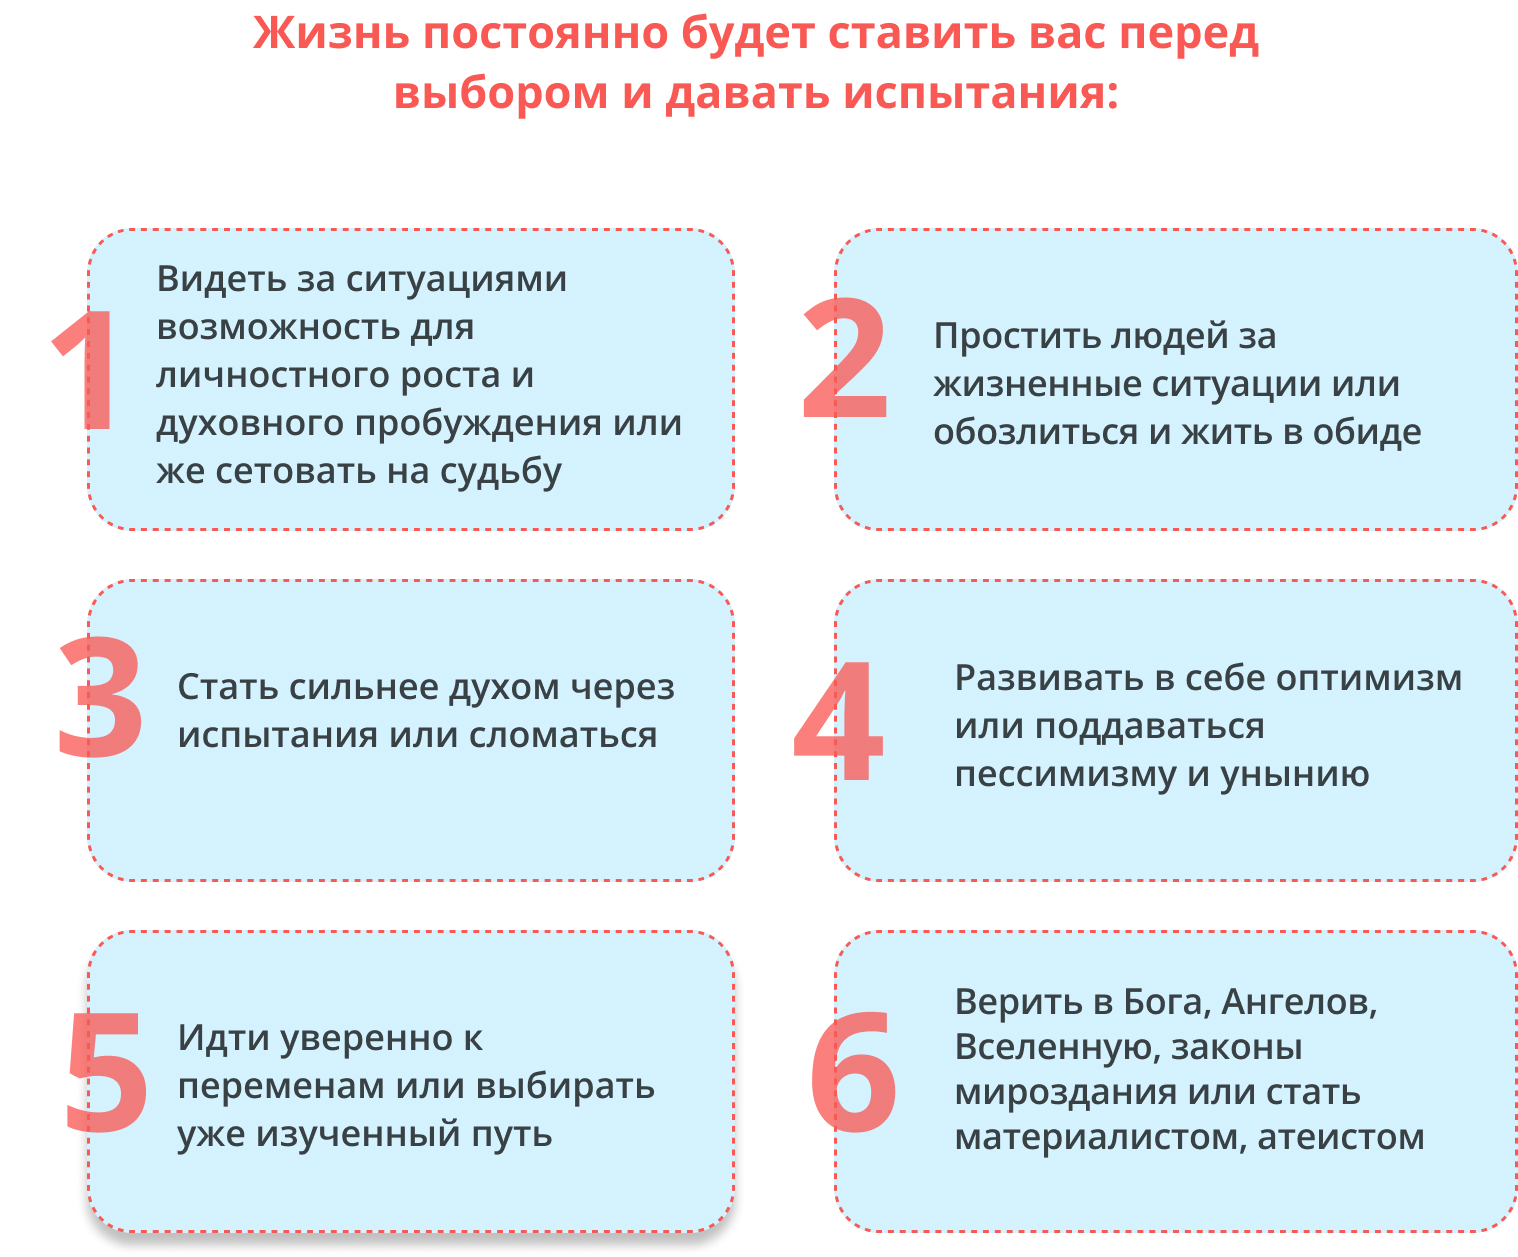 Жизнь постоянно будет ставить вас перед
выбором и давать испытания:
1
Видеть за ситуациями
возможность для
личностного роста и
духовного пробуждения или
же сетовать на судьбу
2
Простить людей за
жизненные ситуации или
обозлиться и жить в обиде
3
Стать сильнее духом через
испытания или сломаться
4
Развивать в себе оптимизм
или поддаваться
пессимизму и унынию
5
Идти уверенно к
переменам или выбирать
уже изученный путь
6
Верить в Бога, Ангелов,
Вселенную, законы
мироздания или стать
материалистом, атеистом